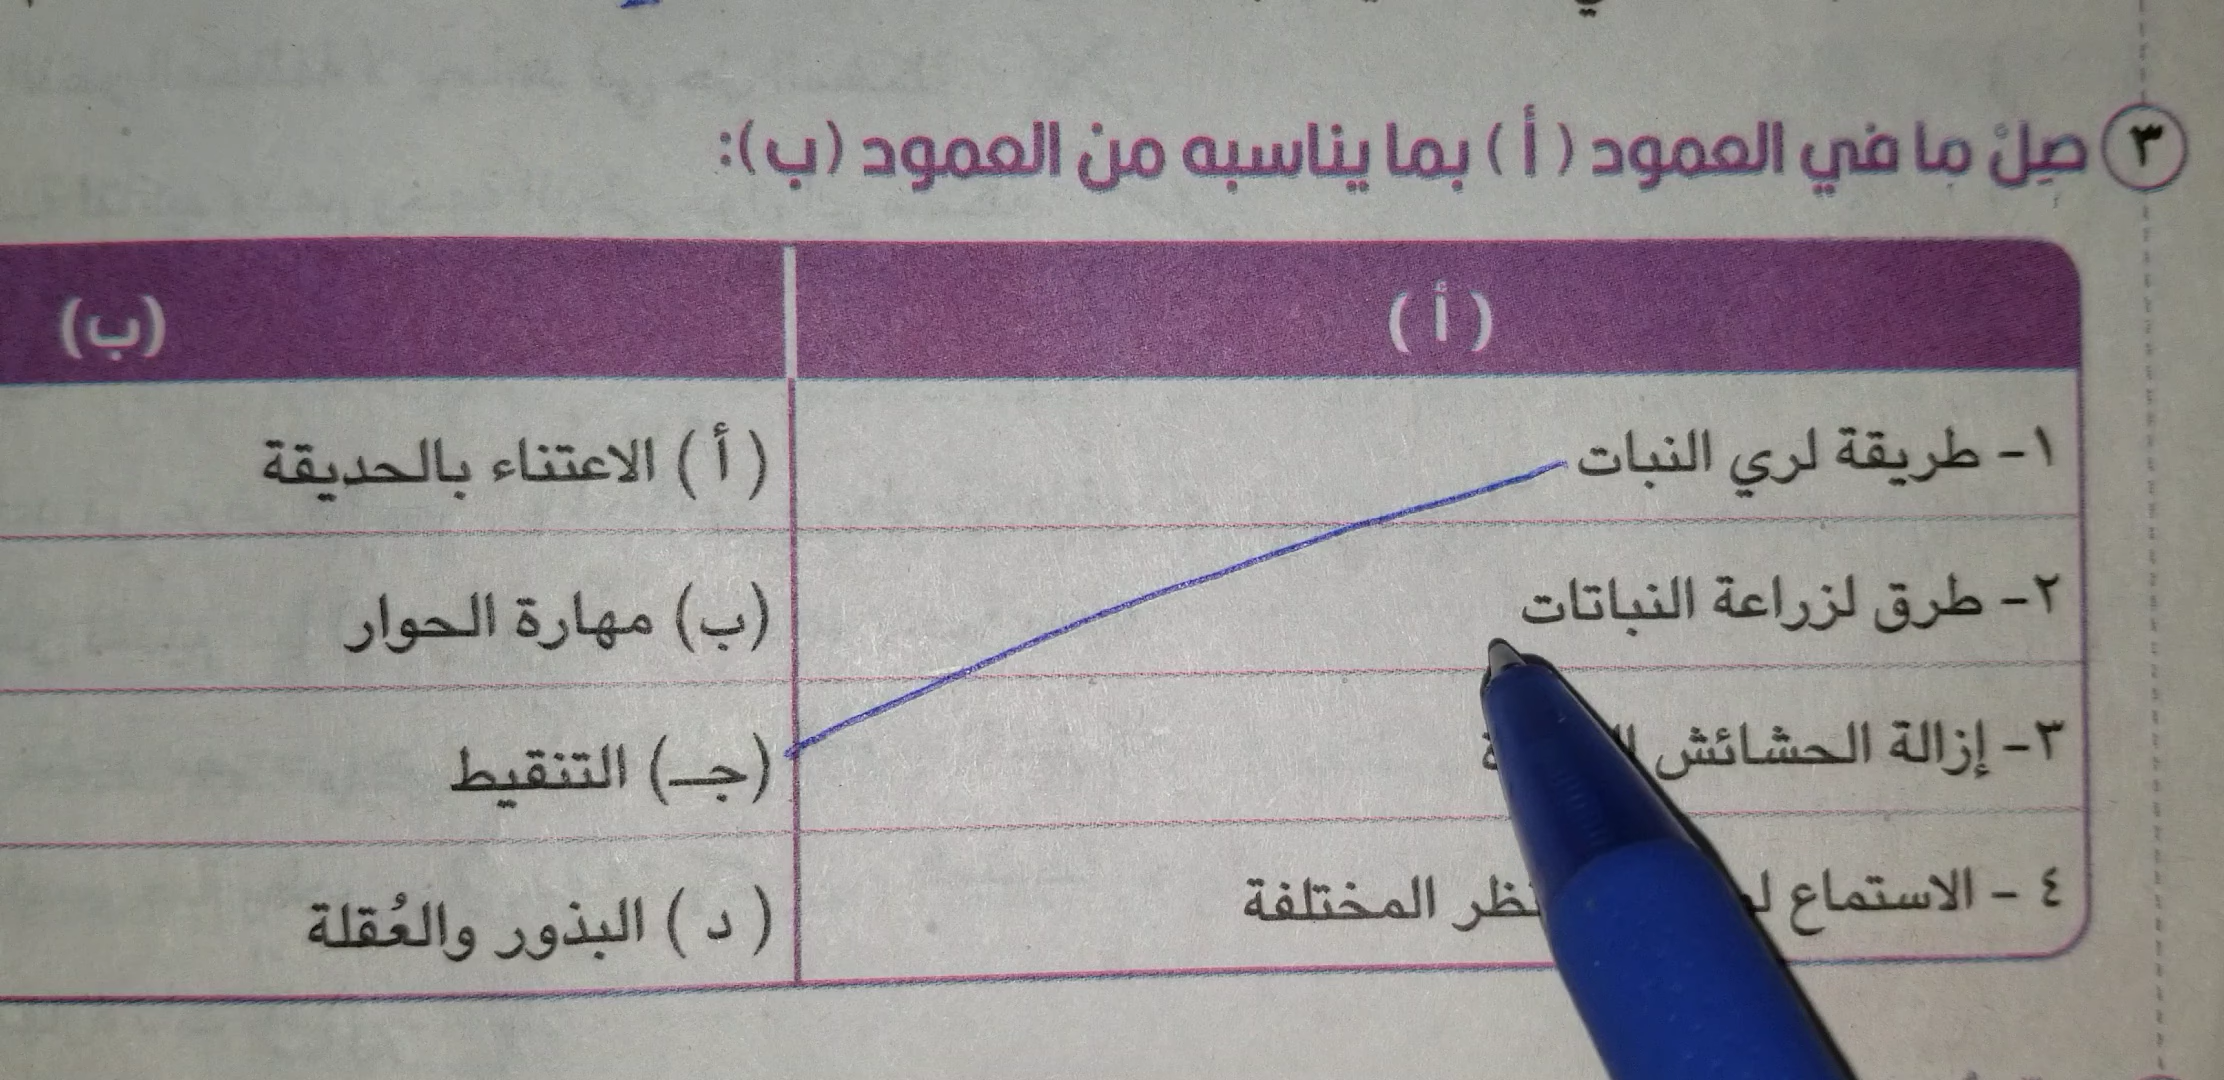 ٣ صِلْ ما في العمود ( أ ) بما يناسبه من العمود (ب):
( أ ) (ب)
١- طريقة لري النبات ( أ ) الاعتناء بالحديقة
٢- طرق لزراعة النباتات (ب) مهارة الحوار
٣- إزالة الحشائش (جـ) التنقيط
٤ - الاستماع المختلفة ( د ) البذور والعُقلة